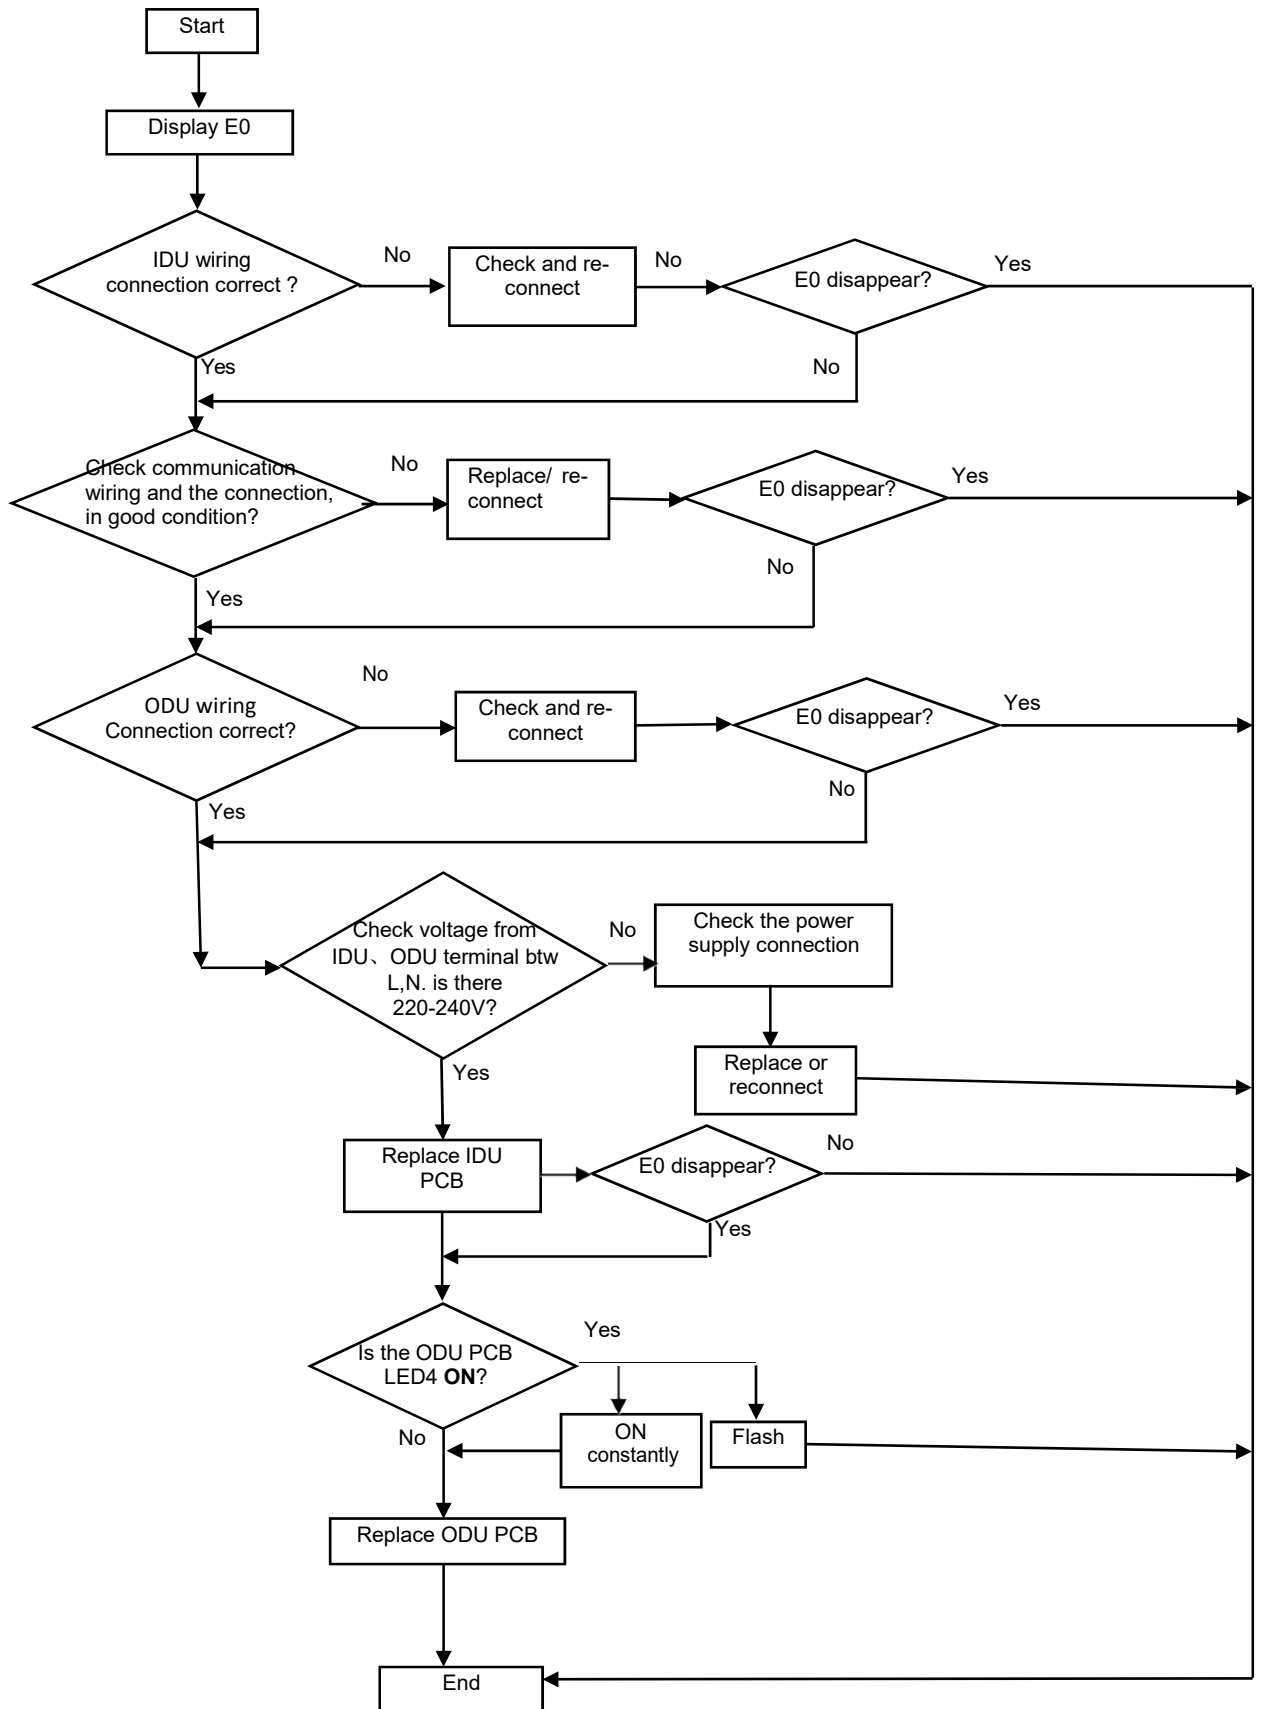 Start
Display E0
IDU wiring
connection correct ?
No
Check and re-
connect
No
E0 disappear?
Yes
Yes
No
Check communication
wiring and the connection,
in good condition?
No
Replace/ re-
connect
E0 disappear?
Yes
No
Yes
ODU wiring
Connection correct?
No
Check and re-
connect
E0 disappear?
Yes
No
Yes
Check voltage from
IDU、ODU terminal btw
L,N. is there
220-240V?
No
Check the power
supply connection
Replace or
reconnect
Yes
Replace IDU
PCB
E0 disappear?
No
Yes
Is the ODU PCB
LED4 ON?
Yes
No
ON
constantly
Flash
Replace ODU PCB
End